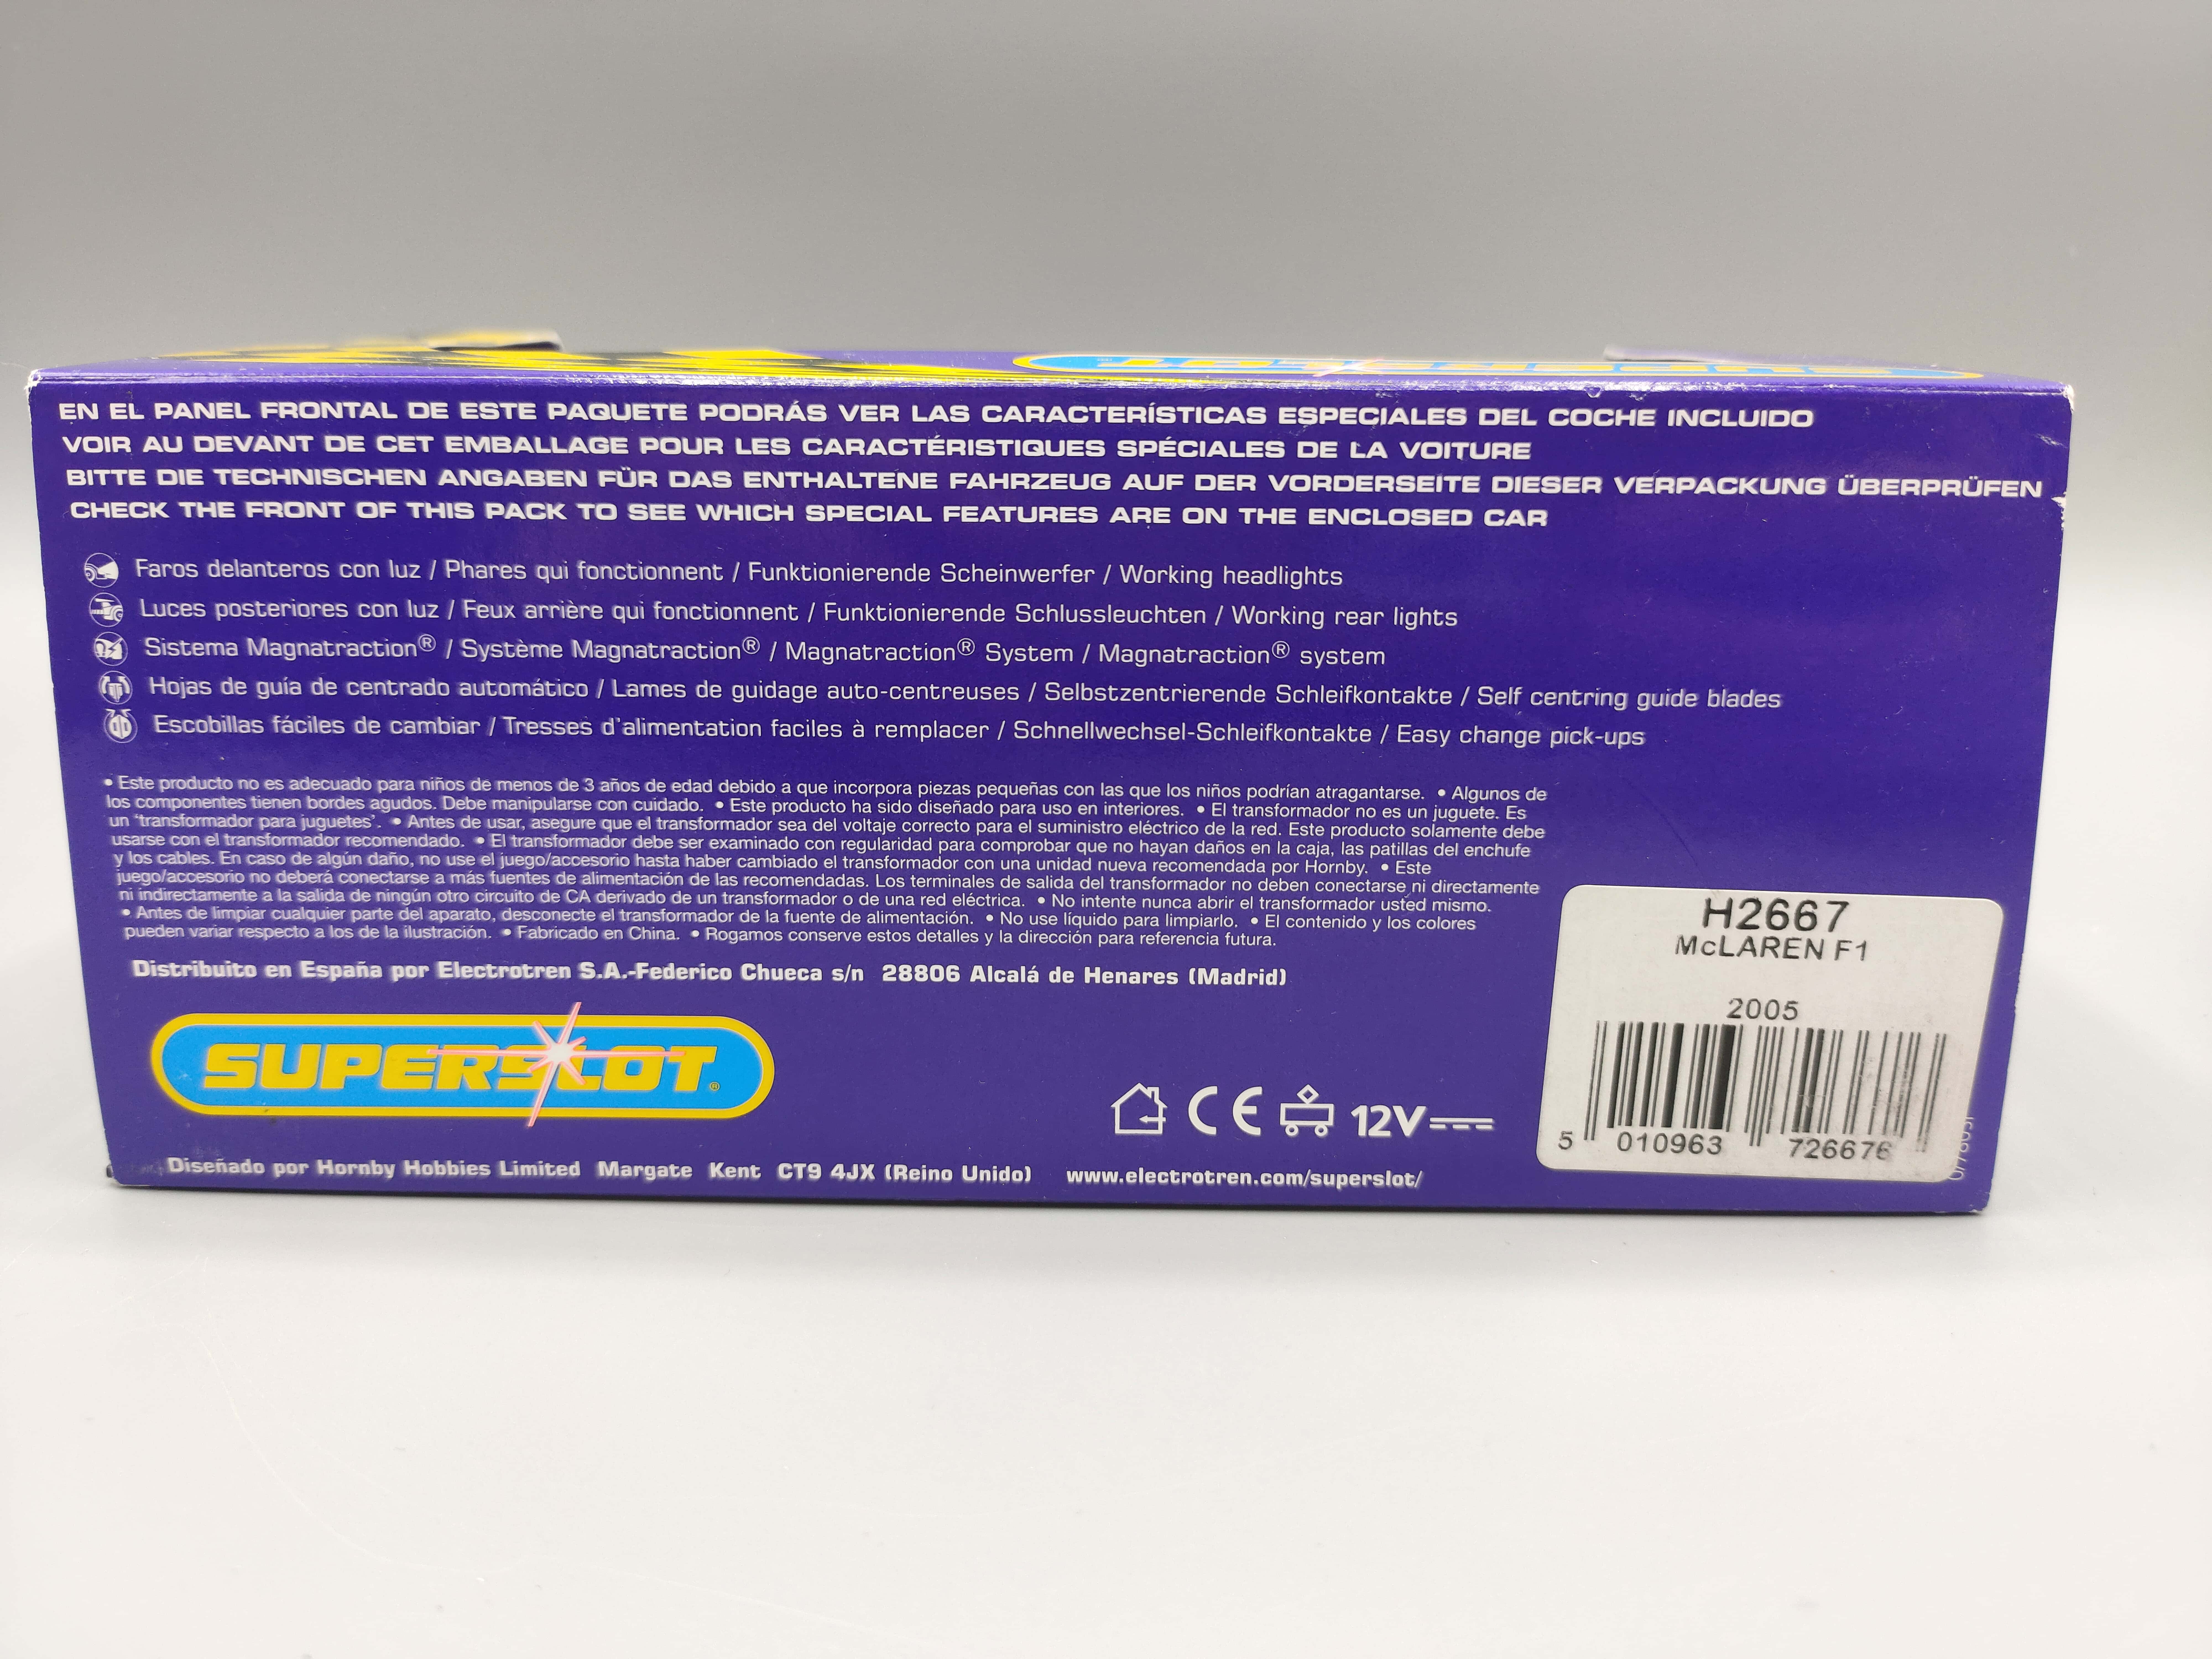 EN EL PANEL FRONTAL DE ESTE PAQUETE PODRÁS VER LAS CARACTERÍSTICAS ESPECIALES DEL COCHE INCLUIDO
VOIR AU DEVANT DE CET EMBALLAGE POUR LES CARACTÉRISTIQUES SPÉCIALES DE LA VOITURE
BITTE DIE TECHNISCHEN ANGABEN FÜR DAS ENTHALTENE FAHRZEUG AUF DER VORDERSEITE DIESER VERPACKUNG ÜBERPRÜFEN
CHECK THE FRONT OF THIS PACK TO SEE WHICH SPECIAL FEATURES ARE ON THE ENCLOSED CAR
Faros delanteros con luz / Phares qui fonctionnent / Funktionierende Scheinwerfer / Working headlights
Luces posteriores con luz / Feux arrière qui fonctionnent / Funktionierende Schlussleuchten / Working rear lights
Sistema Magnatraction® / Système Magnatraction® / Magnatraction® System / Magnatraction® system
Hojas de guía de centrado automático / Lames de guidage auto-centreuses / Selbstzentrierende Schleifkontakte / Self centring guide blades
Escobillas fáciles de cambiar / Tresses d'alimentation faciles à remplacer / Schnellwechsel-Schleifkontakte / Easy change pick-ups
• Este producto no es adecuado para niños de menos de 3 años de edad debido a que incorpora piezas pequeñas con las que los niños podrían atragantarse. • Algunos de
los componentes tienen bordes agudos. Debe manipularse con cuidado. • Este producto ha sido diseñado para uso en interiores. • El transformador no es un juguete. Es
un 'transformador para juguetes'. • Antes de usar, asegure que el transformador sea del voltaje correcto para el suministro eléctrico de la red. Este producto solamente debe
usarse con el transformador recomendado. • El transformador debe ser examinado con regularidad para comprobar que no hayan daños en la caja, las patillas del enchufe
y los cables. En caso de algún daño, no use el juego/accesorio hasta haber cambiado el transformador con una unidad nueva recomendada por Hornby. • Este
juego/accesorio no deberá conectarse a más fuentes de alimentación de las recomendadas. Los terminales de salida del transformador no deben conectarse ni directamente
ni indirectamente a la salida de ningún otro circuito de CA derivado de un transformador o de una red eléctrica. • No intente nunca abrir el transformador usted mismo.
• Antes de limpiar cualquier parte del aparato, desconecte el transformador de la fuente de alimentación. • No use líquido para limpiarlo. • El contenido y los colores
pueden variar respecto a los de la ilustración. • Fabricado en China. • Rogamos conserve estos detalles y la dirección para referencia futura.
Distribuito en España por Electrotren S.A.-Federico Chueca s/n 28806 Alcalá de Henares (Madrid)
SUPERSLOT®
CE 12V
Diseñado por Hornby Hobbies Limited Margate Kent CT9 4JX (Reino Unido) www.electrotren.com/superslot/
H2667
McLAREN F1
2005
5 010963 726676